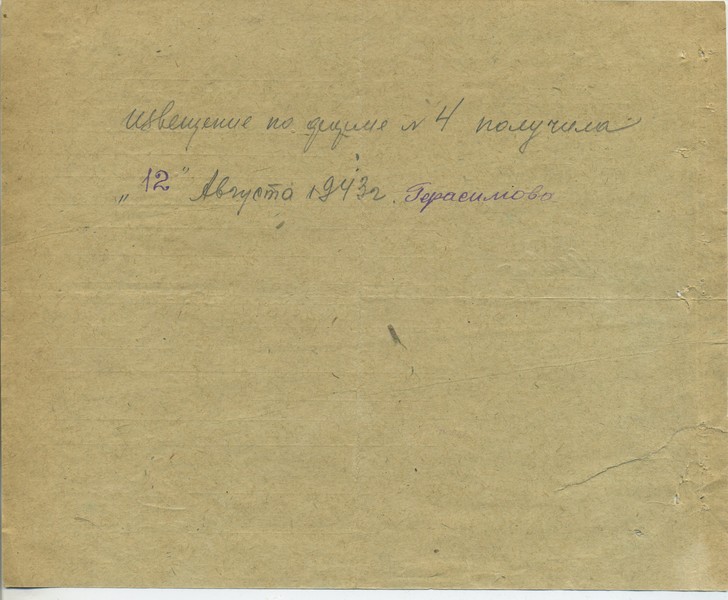 извещение по форме № 4 получила
„12" Августа 1943г. Герасимова